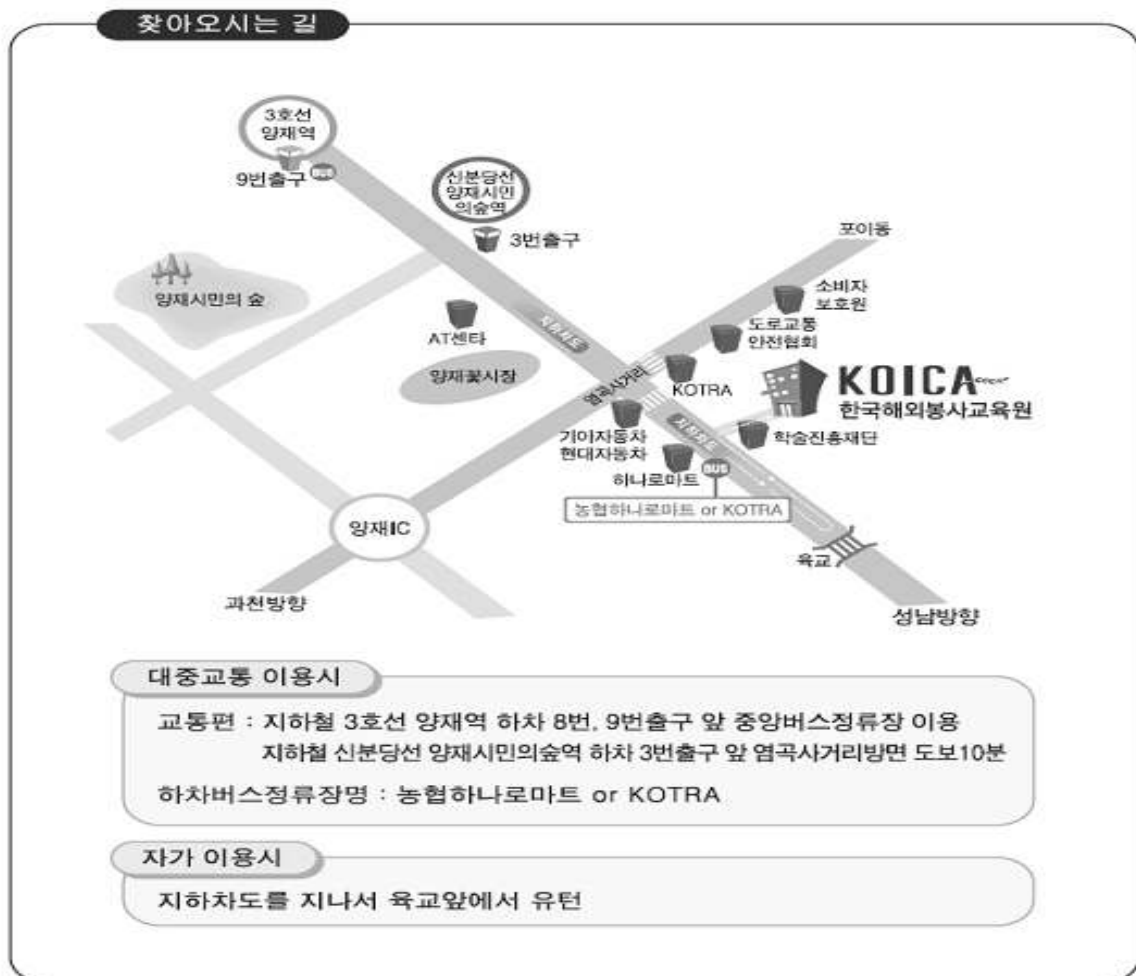 찾아오시는 길
3호선
양재역
9번출구
BUS
신분당선
양재시민
의숲역
3번출구
포이동
양재시민의 숲
소비자
보호원
AT센타
지하차도
도로교통
안전협회
양재꽃시장
염곡사거리
KOTRA
KOICA
한국해외봉사교육원
기아자동차
현대자동차
지하차도
학술진흥재단
하나로마트
BUS
농협하나로마트 or KOTRA
양재IC
육교
과천방향
성남방향
대중교통 이용시
교통편 : 지하철 3호선 양재역 하차 8번, 9번출구 앞 중앙버스정류장 이용
지하철 신분당선 양재시민의숲역 하차 3번출구 앞 염곡사거리방면 도보10분
하차버스정류장명 : 농협하나로마트 or KOTRA
자가 이용시
지하차도를 지나서 육교앞에서 유턴